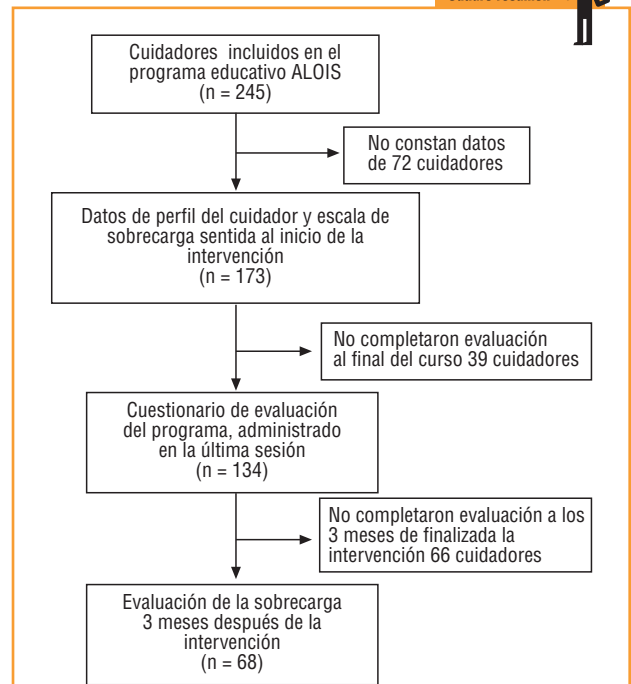 Cuidadores incluidos en el
programa educativo ALOIS
(n = 245)
No constan datos
de 72 cuidadores
Datos de perfil del cuidador y escala de
sobrecarga sentida al inicio de la
intervención
(n = 173)
No completaron evaluación
al final del curso 39 cuidadores
Cuestionario de evaluación
del programa, administrado
en la última sesión
(n = 134)
No completaron evaluación a los
3 meses de finalizada la
intervención 66 cuidadores
Evaluación de la sobrecarga
3 meses después de la
intervención
(n = 68)